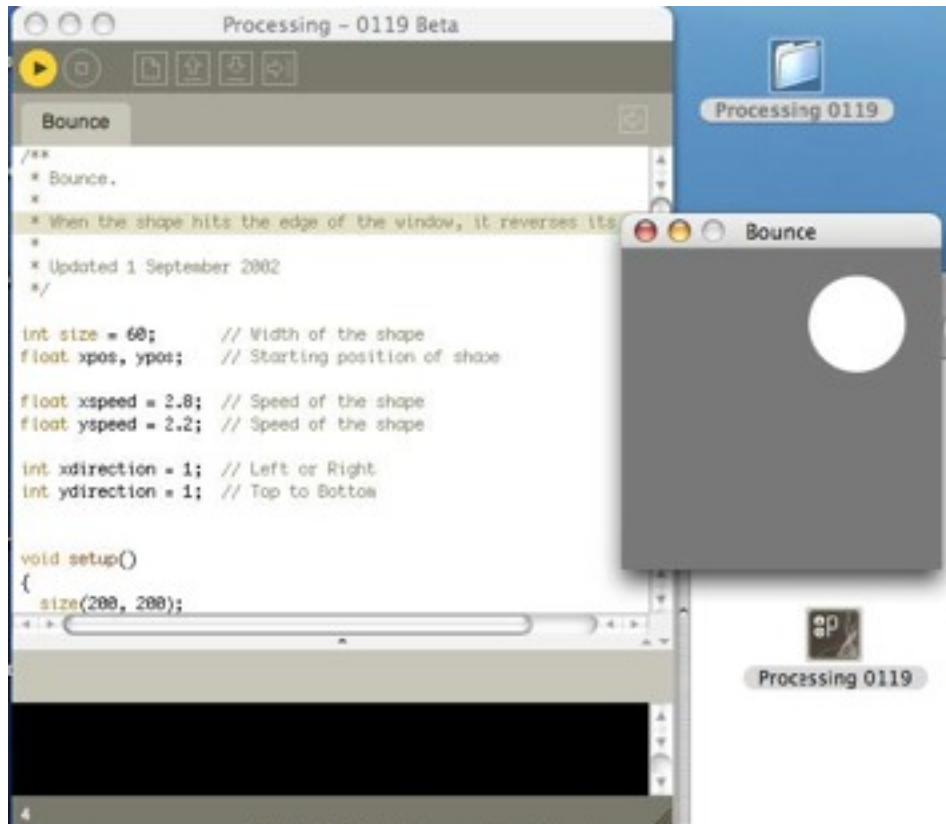 Processing – 0119 Beta
Bounce
/**
* Bounce.
*
* When the shape hits the edge of the window, it reverses its
*
* Updated 1 September 2002
*/
int size = 60; // Width of the shape
float xpos, ypos; // Starting position of shape
float xspeed = 2.8; // Speed of the shape
float yspeed = 2.2; // Speed of the shape
int xdirection = 1; // Left or Right
int ydirection = 1; // Top to Bottom
void setup()
{
size(200, 200);
4
Processing 0119
Bounce
P
Processing 0119